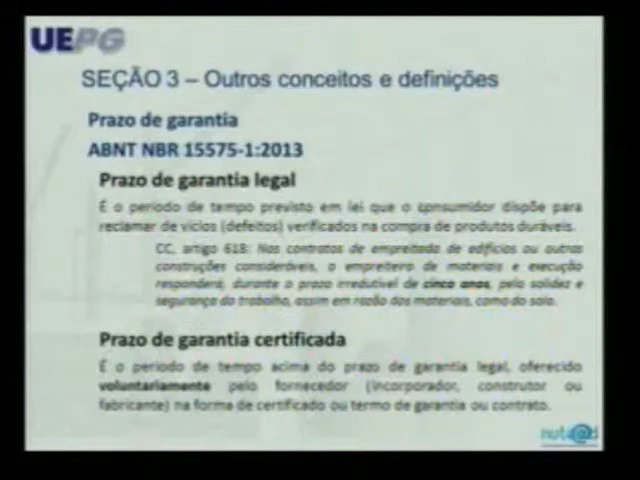 UEPG
SEÇÃO 3 – Outros conceitos e definições
Prazo de garantia
ABNT NBR 15575-1:2013
Prazo de garantia legal
É o período de tempo previsto em lei que o consumidor dispõe para
reclamar de vícios (defeitos) verificados na compra de produtos duráveis.
CC, artigo 618: Nos contratos de empreitada de edifícios ou outras
construções consideráveis, o empreiteiro de materiais e execução
responderá, durante o prazo irredutível de cinco anos, pela solidez e
segurança do trabalho, assim em razão dos materiais, como do solo.
Prazo de garantia certificada
É o período de tempo acima do prazo de garantia legal, oferecido
voluntariamente pelo fornecedor (incorporador, construtor ou
fabricante) na forma de certificado ou termo de garantia ou contrato.
nute@d